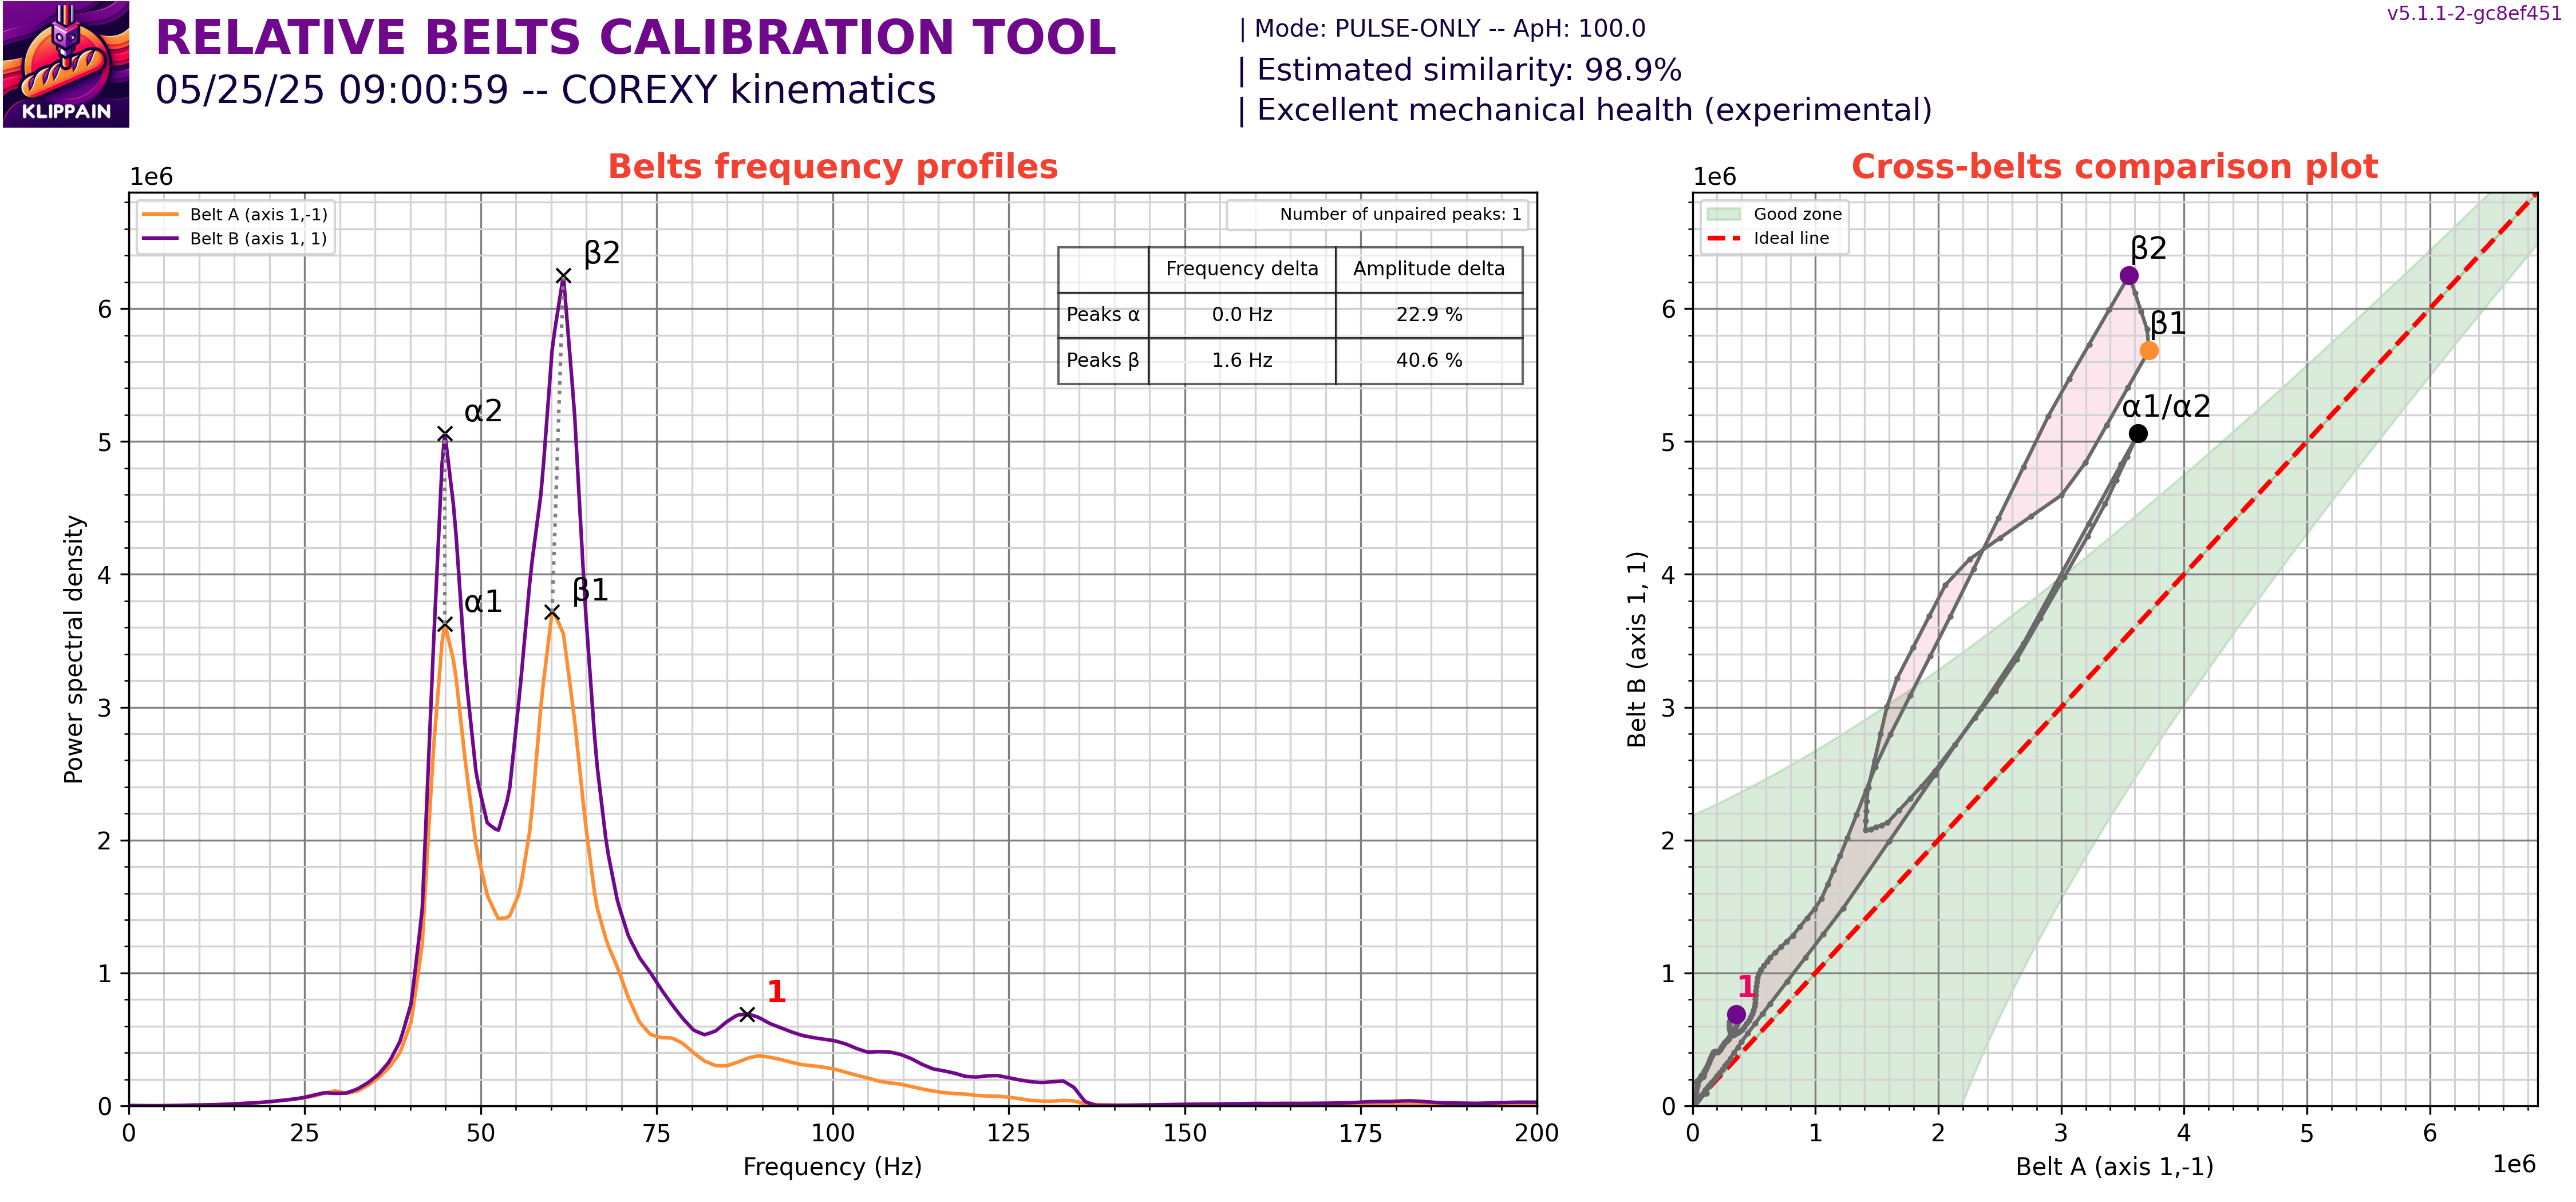 KLIPPAIN
RELATIVE BELTS CALIBRATION TOOL
05/25/25 09:00:59 -- COREXY kinematics
| Mode: PULSE-ONLY -- ApH: 100.0
| Estimated similarity: 98.9%
| Excellent mechanical health (experimental)
v5.1.1-2-gc8ef451
Belts frequency profiles
1e6
Belt A (axis 1,-1)
Belt B (axis 1, 1)
Number of unpaired peaks: 1
Frequency delta Amplitude delta
Peaks α 0.0 Hz 22.9 %
Peaks β 1.6 Hz 40.6 %
β2
α2
α1
β1
1
6
5
4
3
2
1
0
Power spectral density
0 25 50 75 100 125 150 175 200
Frequency (Hz)
Cross-belts comparison plot
1e6
Good zone
Ideal line
β2
β1
α1/α2
1
6
5
4
3
2
1
0
Belt B (axis 1, 1)
0 1 2 3 4 5 6
Belt A (axis 1,-1)
1e6